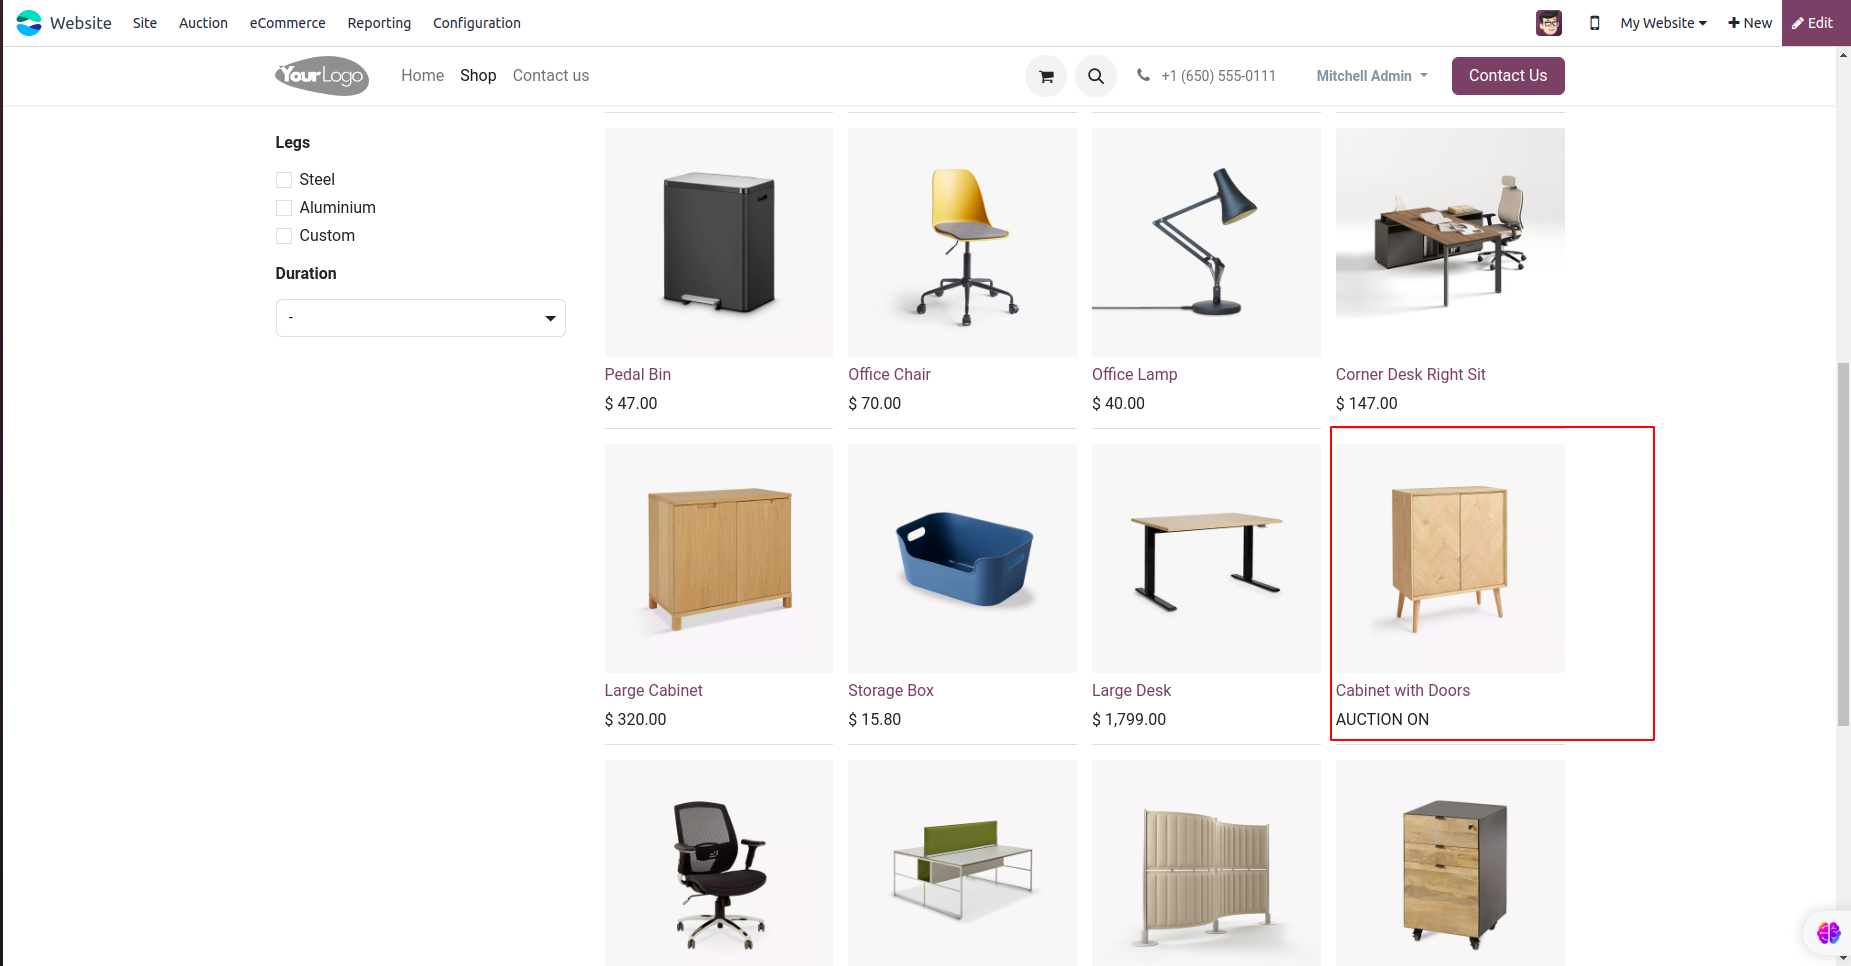 Website Site Auction eCommerce Reporting Configuration My Website New Edit
YourLogo Home Shop Contact us +1 (650) 555-0111 Mitchell Admin Contact Us
Legs
Steel
Aluminium
Custom
Duration
-
Pedal Bin Office Chair Office Lamp Corner Desk Right Sit
$ 47.00 $ 70.00 $ 40.00 $ 147.00
Large Cabinet Storage Box Large Desk Cabinet with Doors
$ 320.00 $ 15.80 $ 1,799.00 AUCTION ON